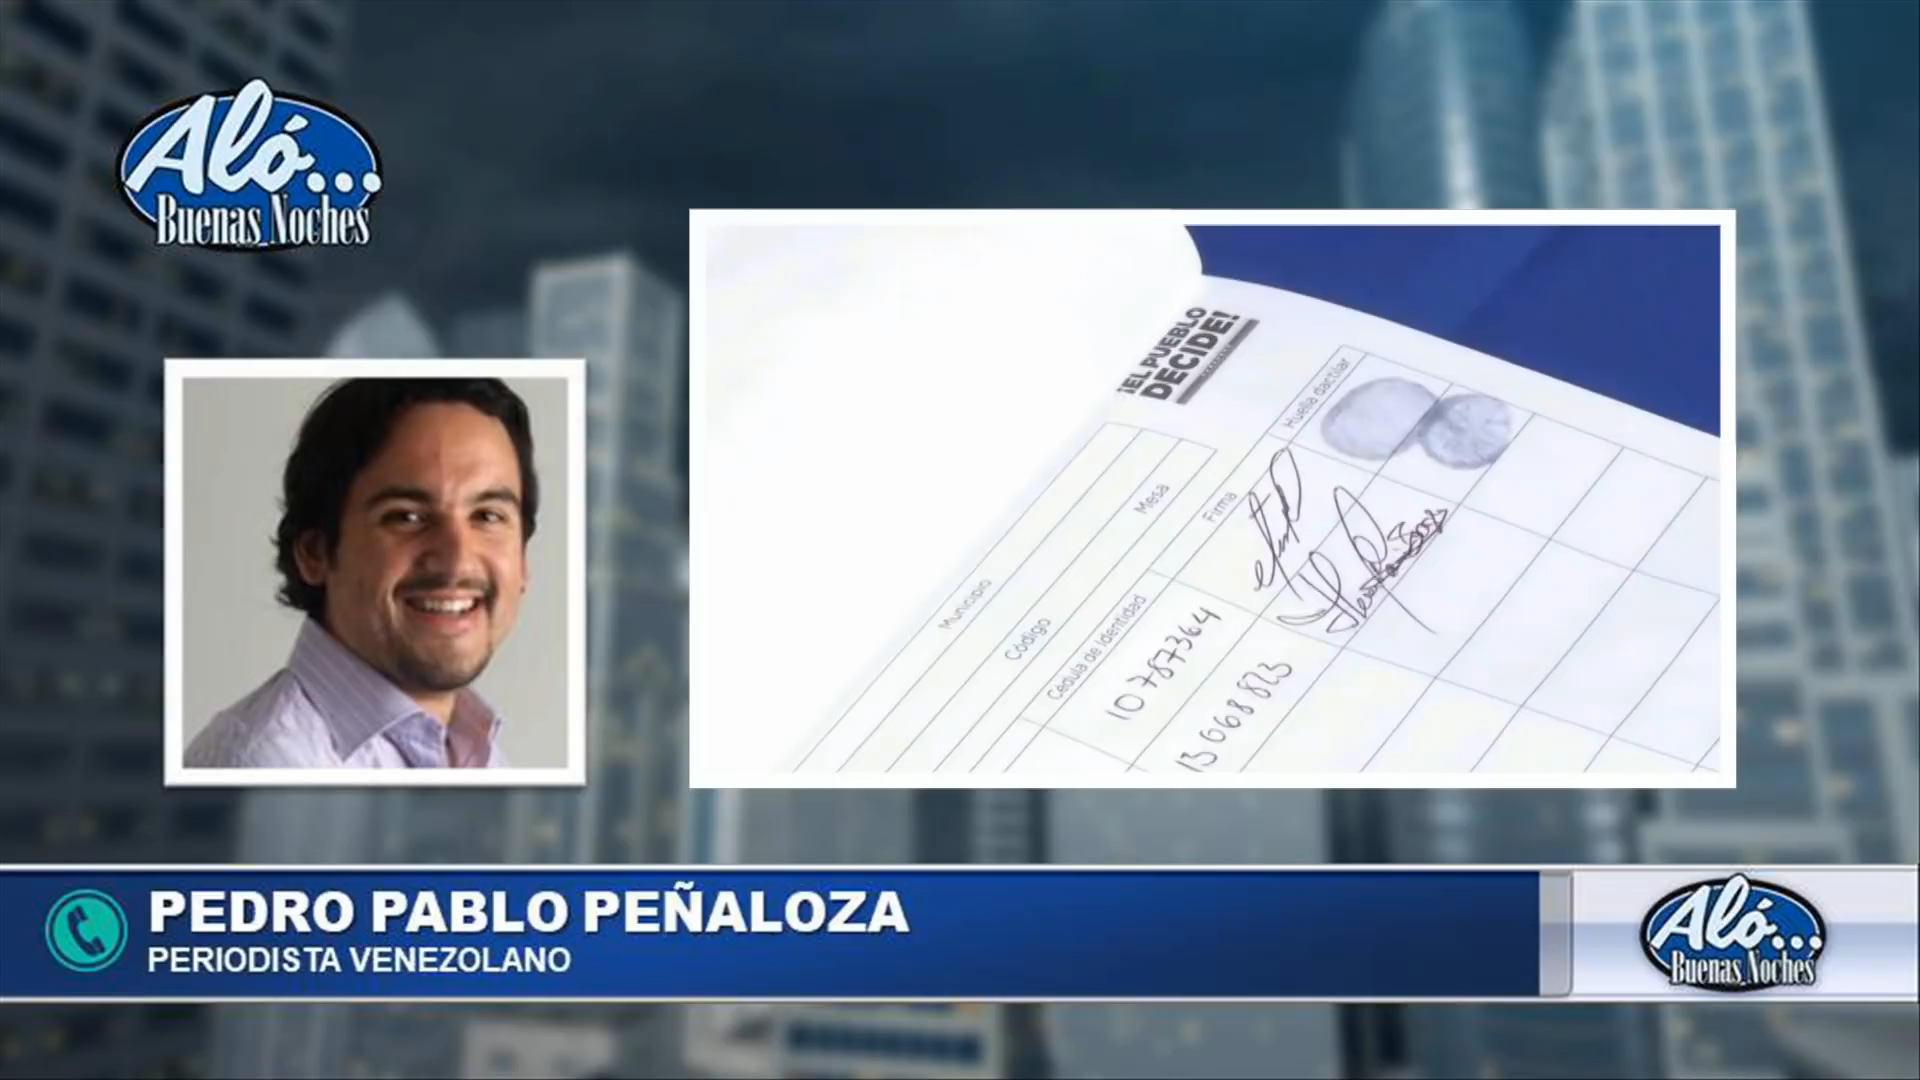 Aló...
Buenas Noches
¡EL PUEBLO
DECIDE!
Huella dactilar
Firma
Mesa
Municipio
Código
Cédula de Identidad
10787364
13668823
PEDRO PABLO PEÑALOZA
PERIODISTA VENEZOLANO
Aló...
Buenas Noches